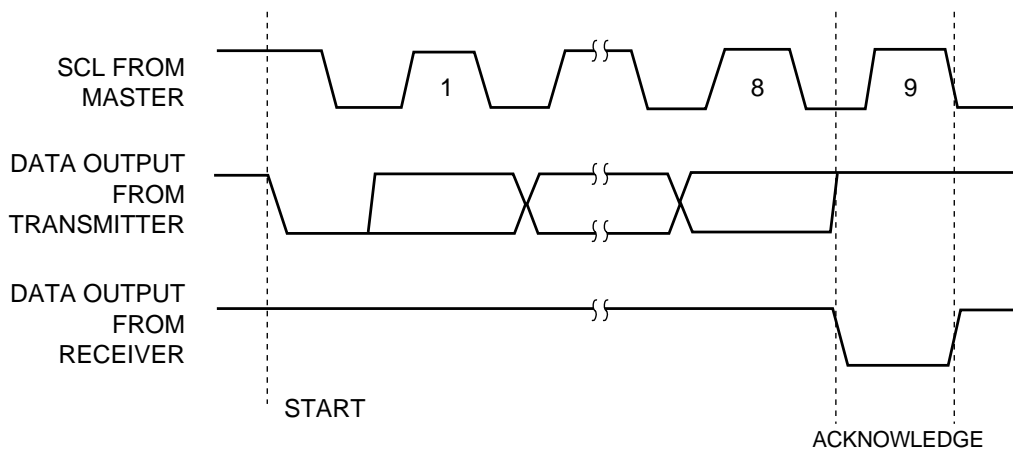 SCL FROM
MASTER
1
8
9
DATA OUTPUT
FROM
TRANSMITTER
DATA OUTPUT
FROM
RECEIVER
START
ACKNOWLEDGE